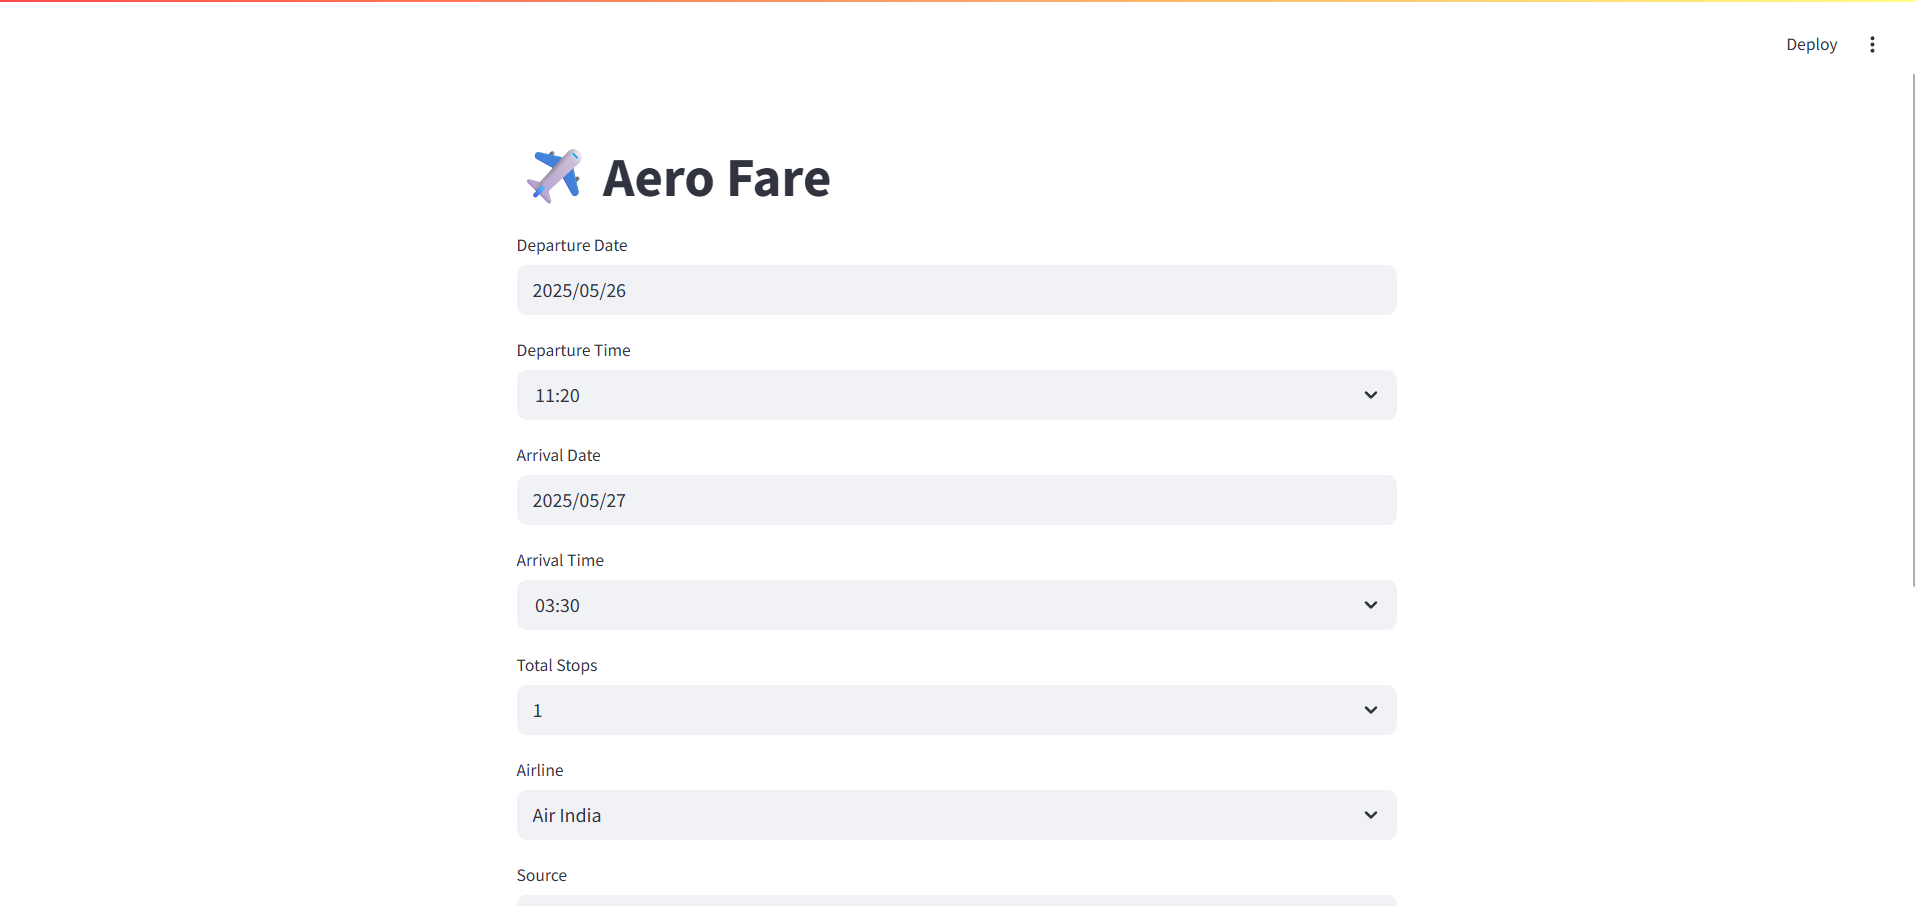 Deploy
Aero Fare
Departure Date
2025/05/26
Departure Time
11:20
Arrival Date
2025/05/27
Arrival Time
03:30
Total Stops
1
Airline
Air India
Source